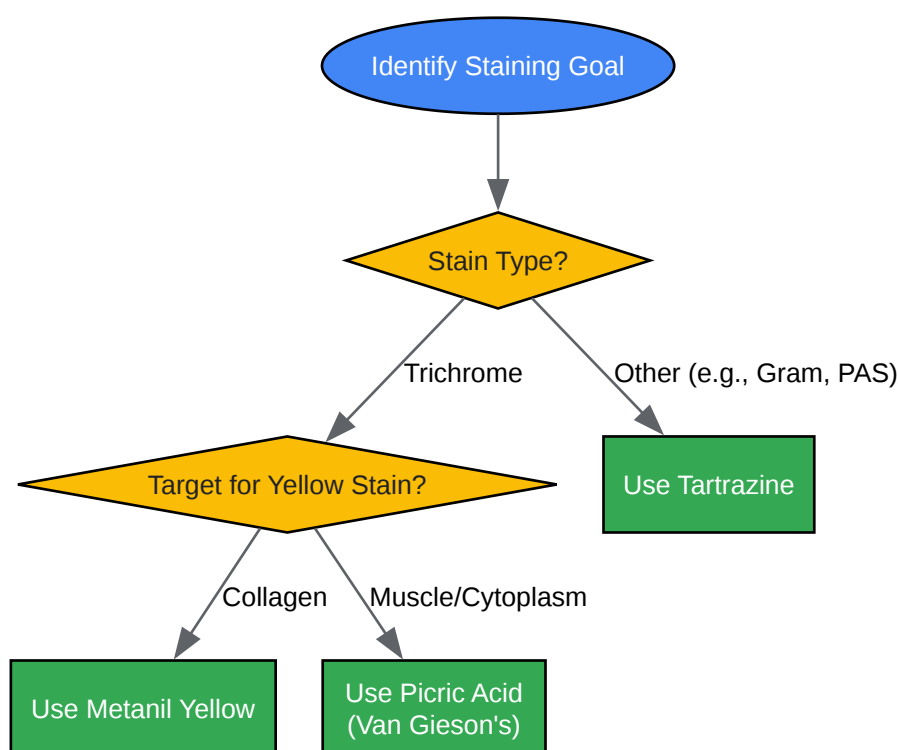 Identify Staining Goal
Stain Type?
Trichrome
Other (e.g., Gram, PAS)
Target for Yellow Stain?
Use Tartrazine
Collagen
Muscle/Cytoplasm
Use Metanil Yellow
Use Picric Acid
(Van Gieson's)